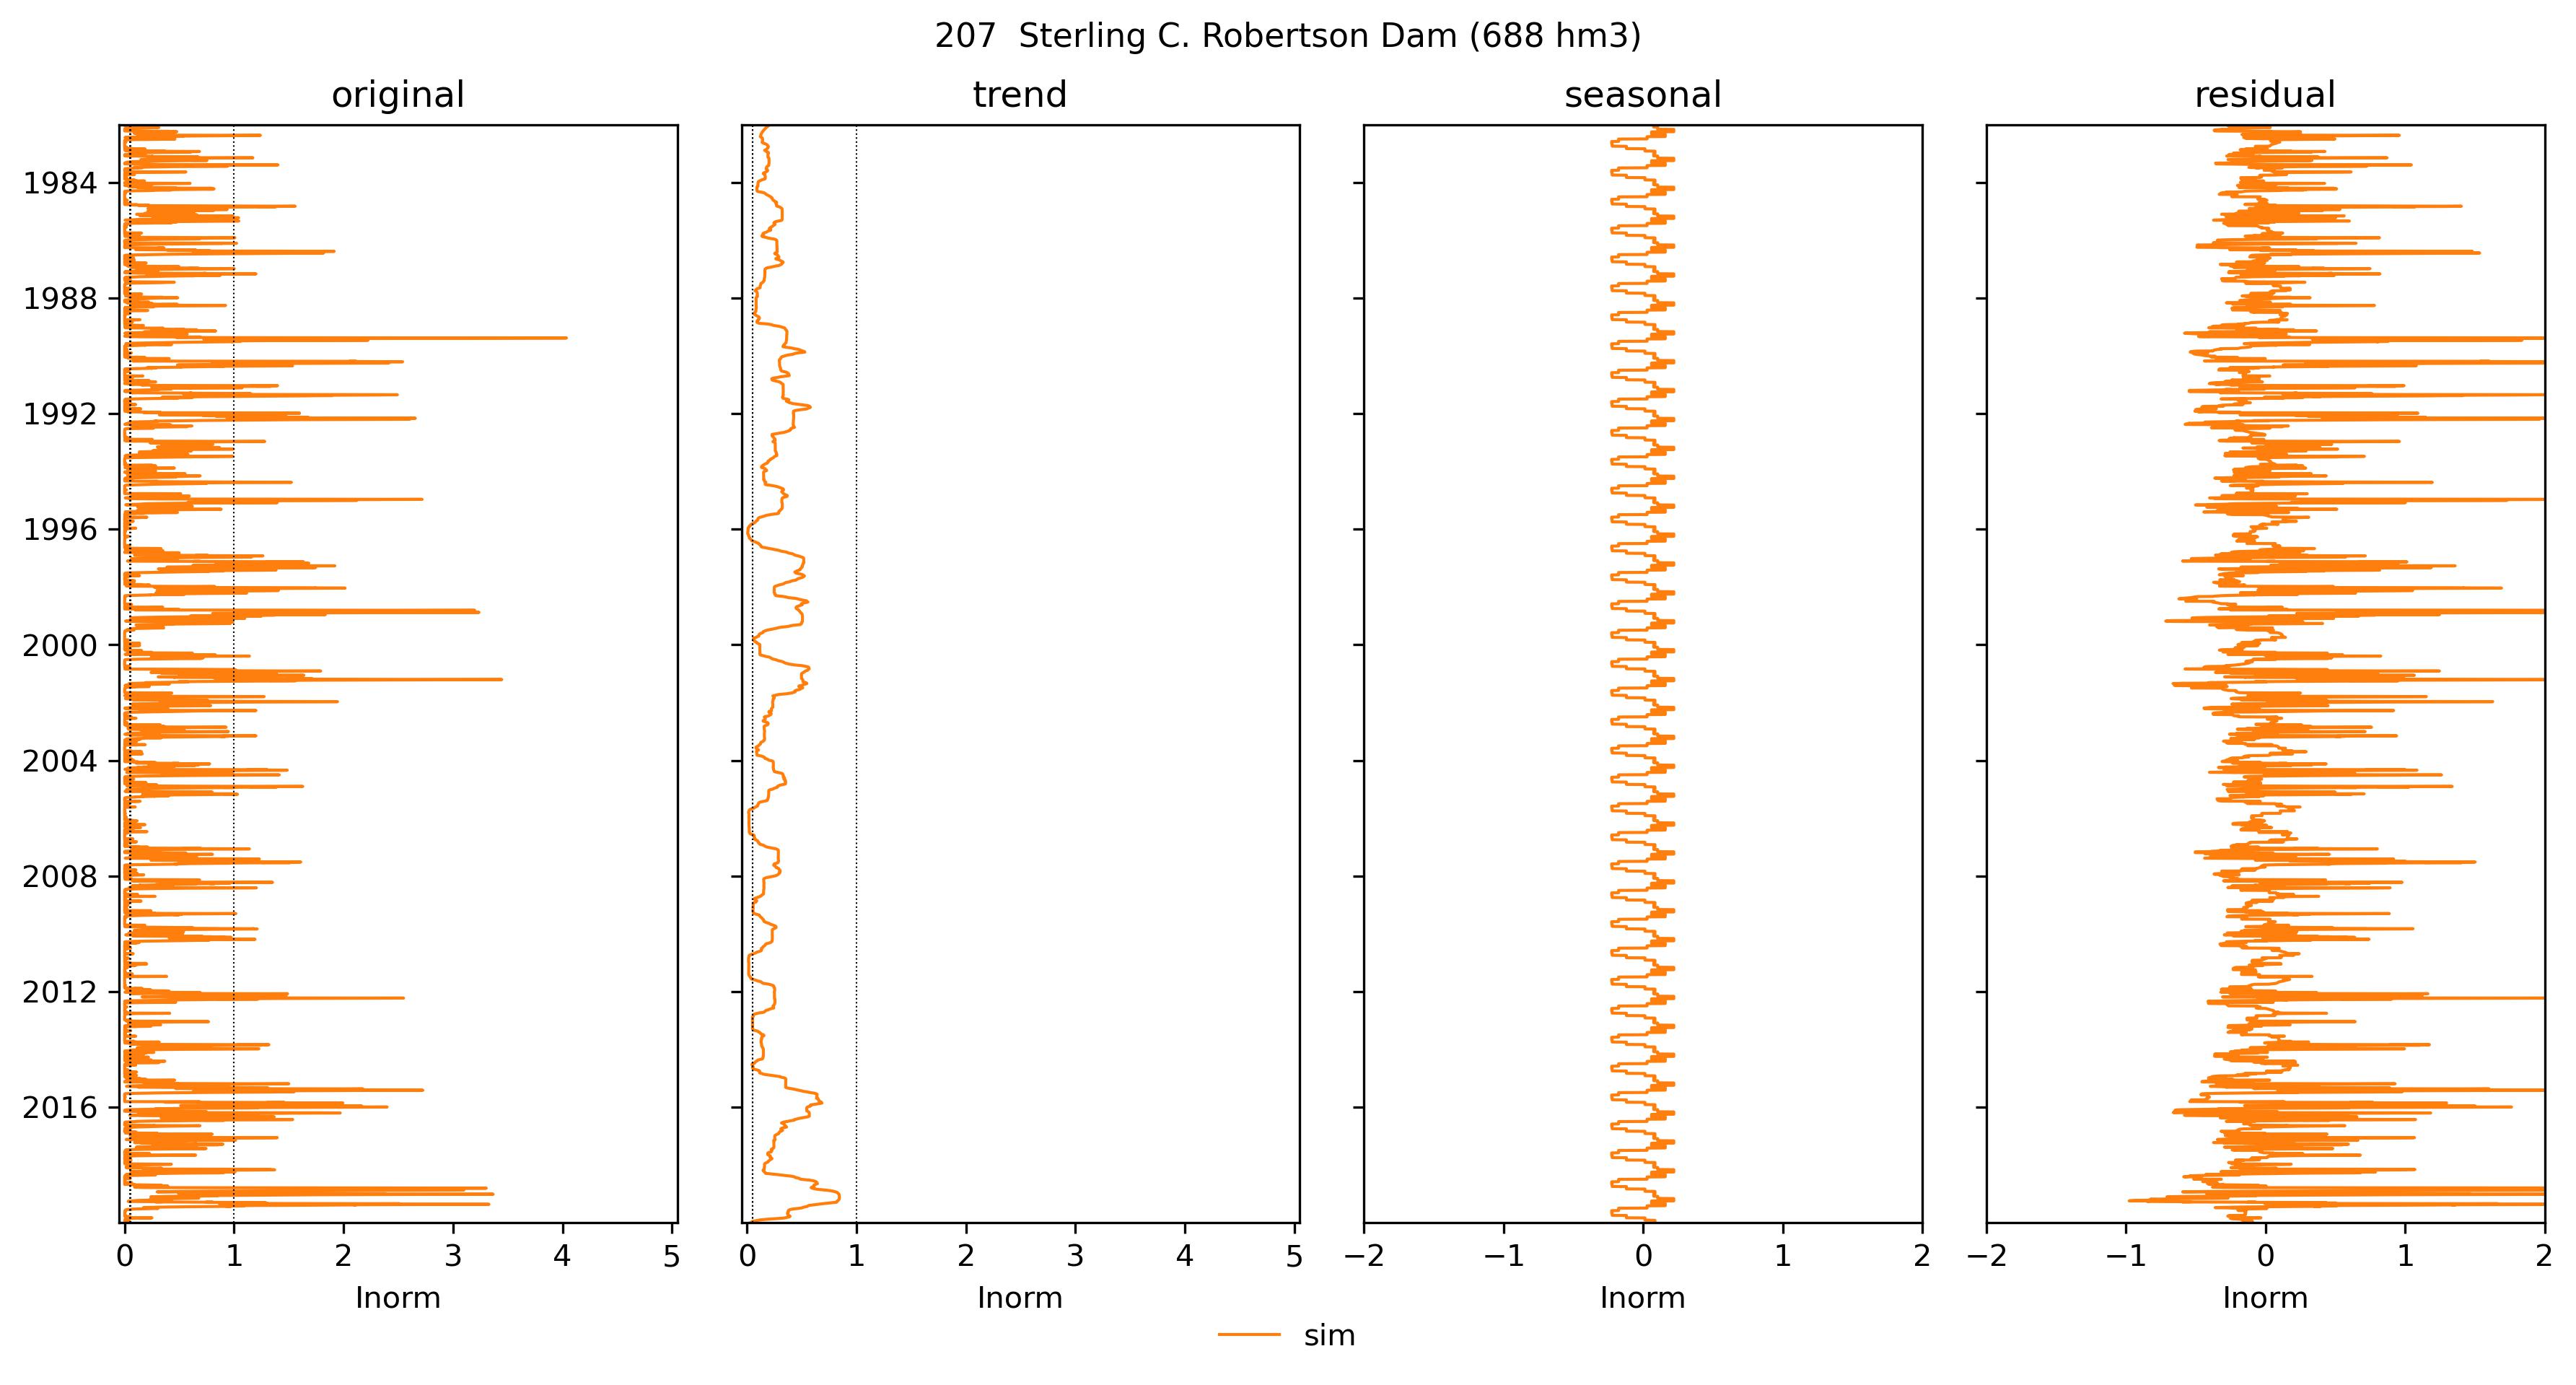 207  Sterling C. Robertson Dam (688 hm3)
original
trend
seasonal
residual
1984
1988
1992
1996
2000
2004
2008
2012
2016
0 1 2 3 4 5
0 1 2 3 4 5
−2 −1 0 1 2
−2 −1 0 1 2
Inorm
Inorm
Inorm
Inorm
sim